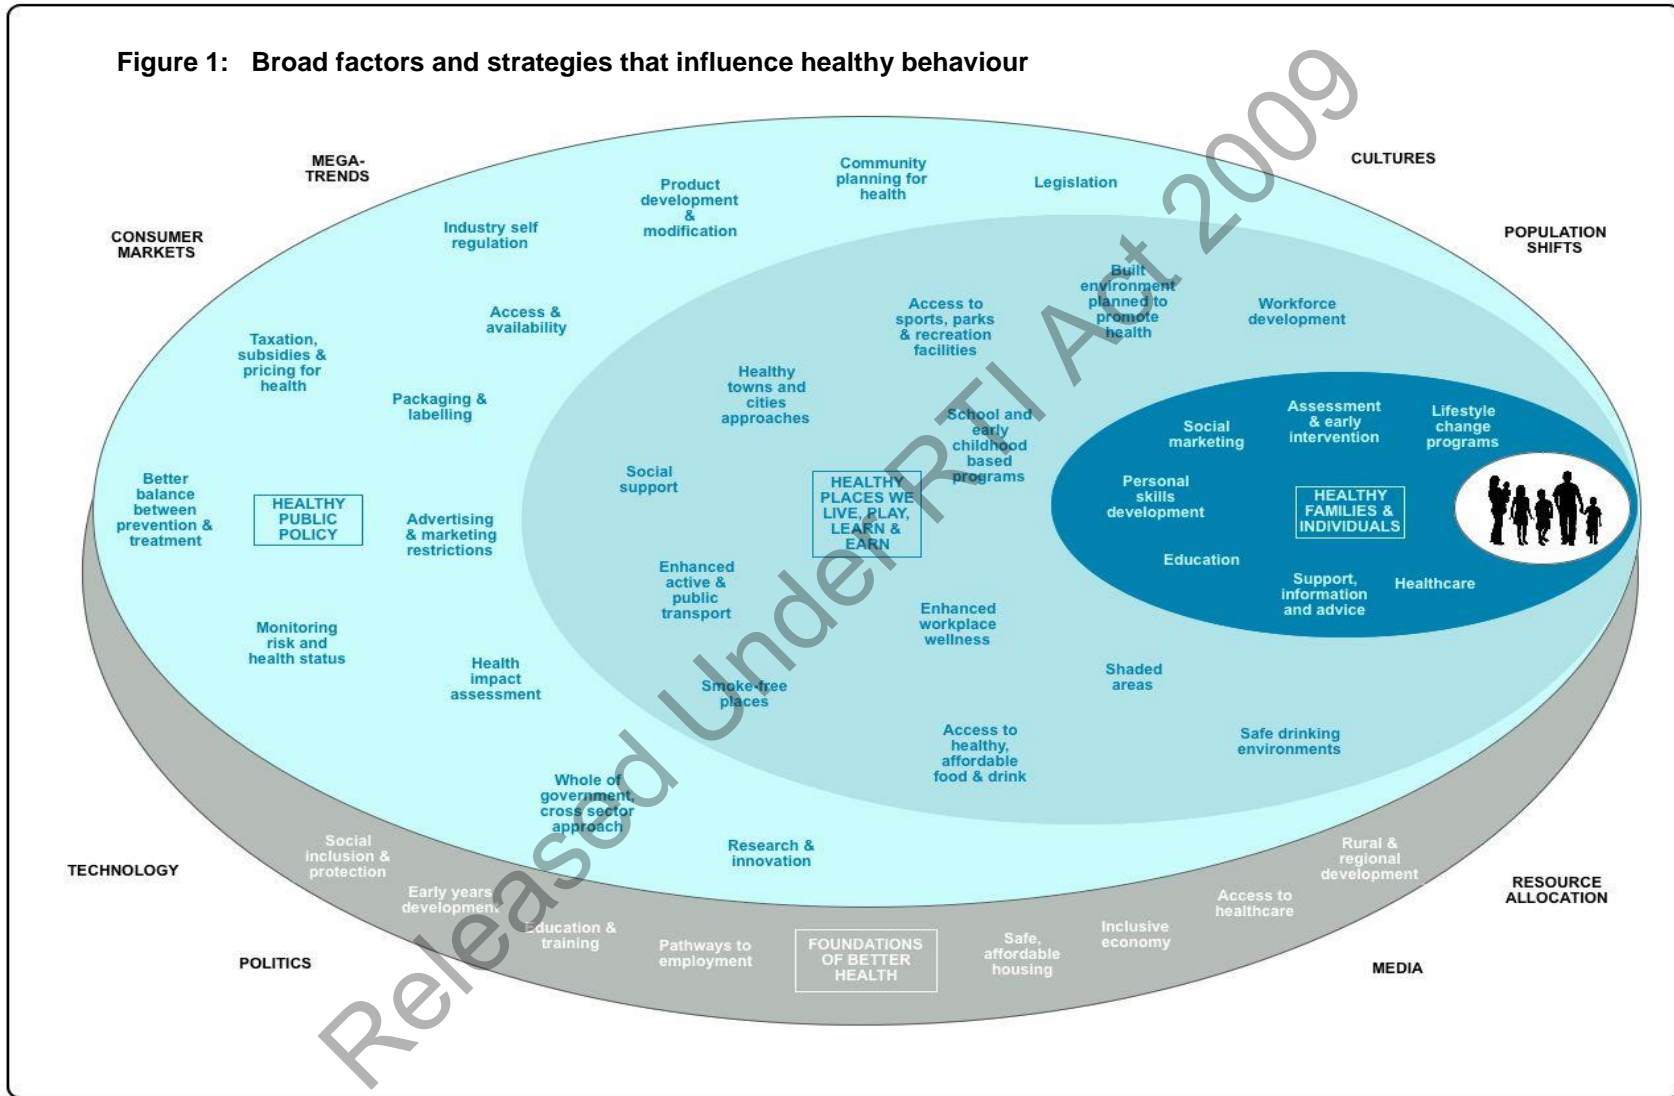 Figure 1: Broad factors and strategies that influence healthy behaviour
MEGA-
TRENDS
CONSUMER
MARKETS
CULTURES
POPULATION
SHIFTS
TECHNOLOGY
POLITICS
RESOURCE
ALLOCATION
MEDIA
Community
planning for
health
Legislation
Product
development
&
modification
Industry self
regulation
Access &
availability
Taxation,
subsidies &
pricing for
health
Packaging &
labelling
Better
balance
between
prevention &
treatment
HEALTHY
PUBLIC
POLICY
Advertising
& marketing
restrictions
Monitoring
risk and
health status
Health
impact
assessment
Whole of
government,
cross sector
approach
Research &
innovation
Built
environment
planned to
promote
health
Access to
sports, parks
& recreation
facilities
Workforce
development
Healthy
towns and
cities
approaches
School and
early
childhood
based
programs
Social
support
HEALTHY
PLACES WE
LIVE, PLAY,
LEARN &
EARN
Enhanced
active &
public
transport
Enhanced
workplace
wellness
Smoke-free
places
Shaded
areas
Access to
healthy,
affordable
food & drink
Safe drinking
environments
Assessment
& early
intervention
Lifestyle
change
programs
Social
marketing
Personal
skills
development
HEALTHY
FAMILIES &
INDIVIDUALS
Education
Support,
information
and advice
Healthcare
Social
inclusion &
protection
Early years
development
Education &
training
Pathways to
employment
FOUNDATIONS
OF BETTER
HEALTH
Safe,
affordable
housing
Inclusive
economy
Access to
healthcare
Rural &
regional
development
Released Under RTI Act 2009